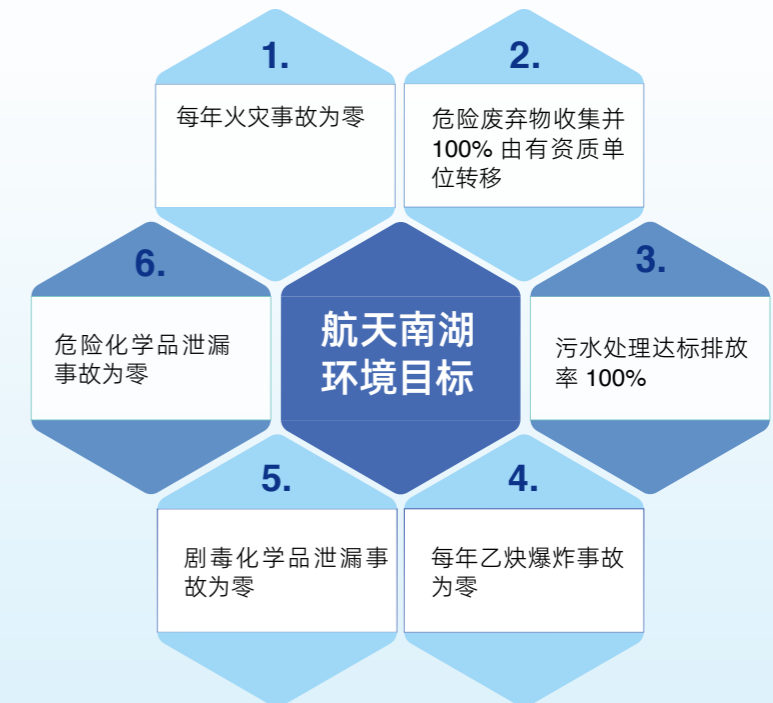 1.
每年火灾事故为零
2.
危险废弃物收集并
100% 由有资质单
位转移
3.
污水处理达标排放
率 100%
4.
每年乙炔爆炸事故
为零
5.
剧毒化学品泄漏事
故为零
6.
危险化学品泄漏
事故为零
航天南湖
环境目标